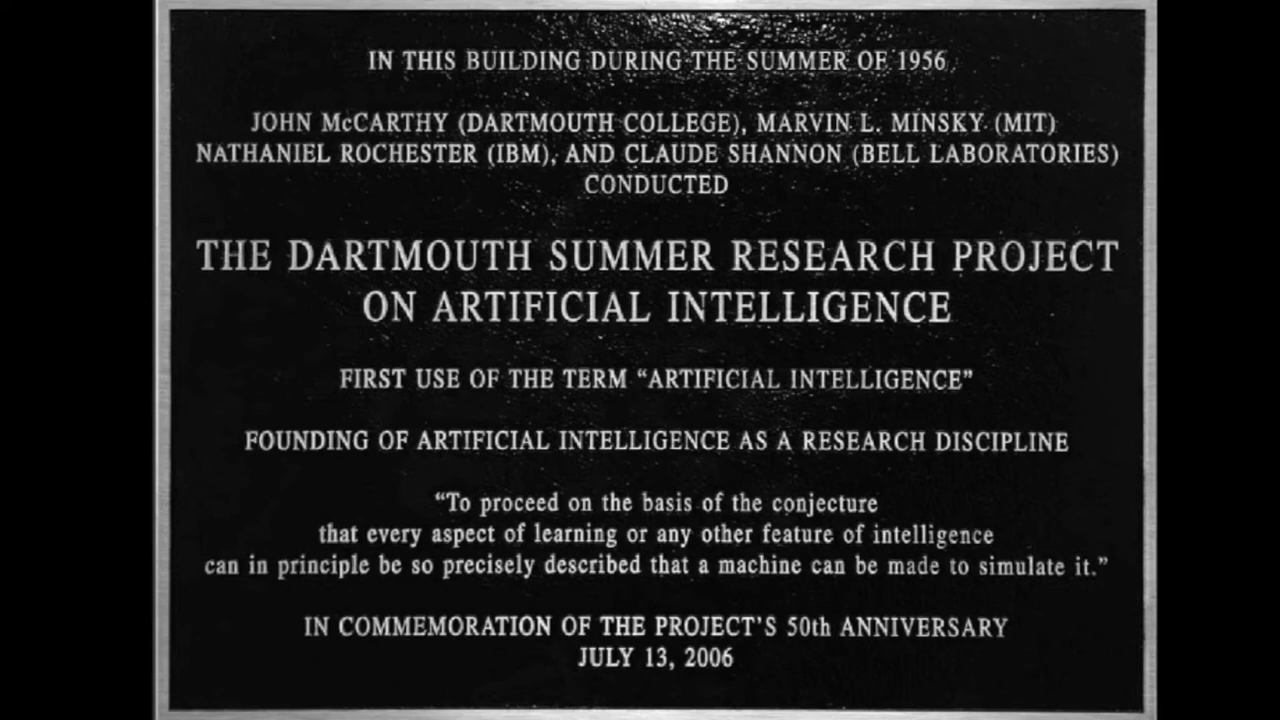 IN THIS BUILDING DURING THE SUMMER OF 1956
JOHN McCARTHY (DARTMOUTH COLLEGE), MARVIN L. MINSKY (MIT)
NATHANIEL ROCHESTER (IBM), AND CLAUDE SHANNON (BELL LABORATORIES)
CONDUCTED
THE DARTMOUTH SUMMER RESEARCH PROJECT
ON ARTIFICIAL INTELLIGENCE
FIRST USE OF THE TERM “ARTIFICIAL INTELLIGENCE”
FOUNDING OF ARTIFICIAL INTELLIGENCE AS A RESEARCH DISCIPLINE
“To proceed on the basis of the conjecture
that every aspect of learning or any other feature of intelligence
can in principle be so precisely described that a machine can be made to simulate it.”
IN COMMEMORATION OF THE PROJECT’S 50th ANNIVERSARY
JULY 13, 2006